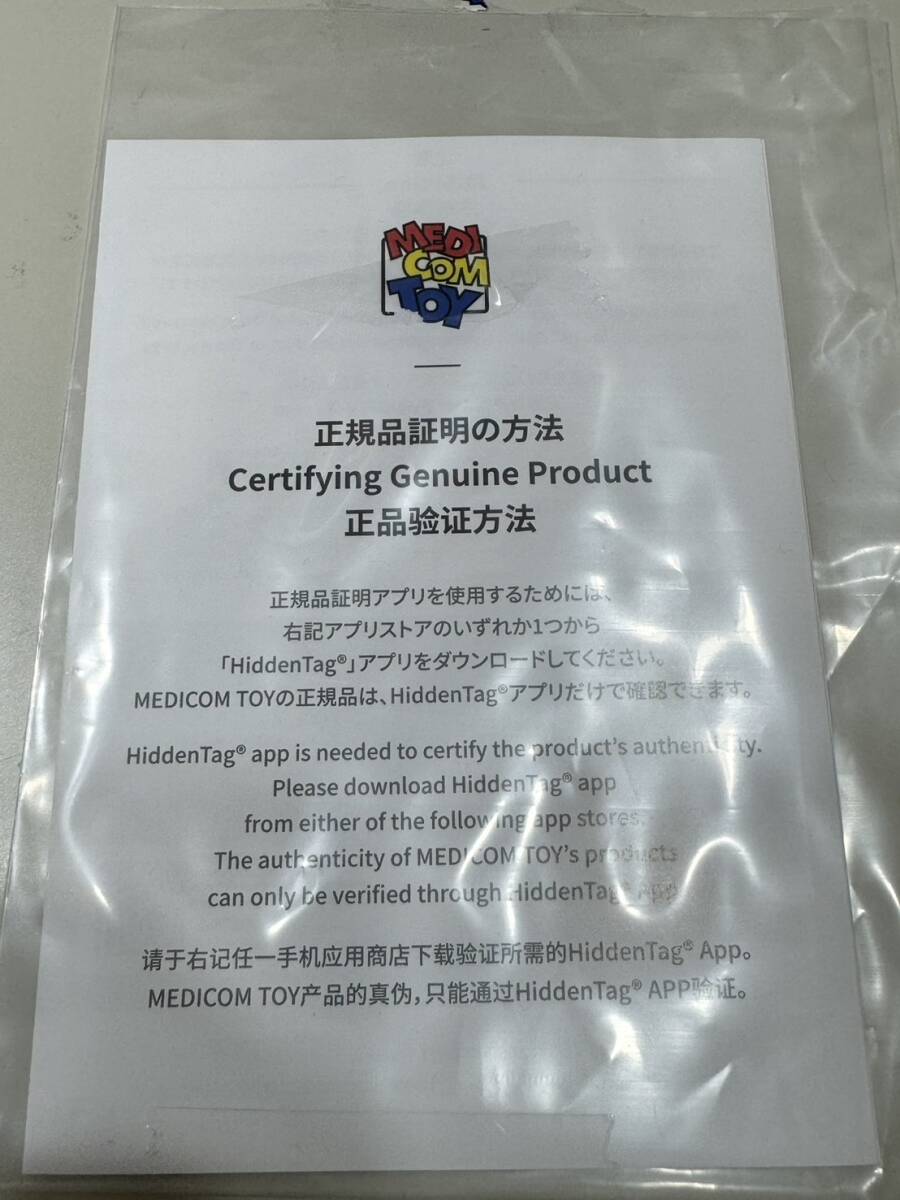 MEDI
COM
TOY
正規品証明の方法
Certifying Genuine Product
正品验证方法
正規品証明アプリを使用するためには、
右記アプリストアのいずれか1つから
「HiddenTag®」アプリをダウンロードしてください。
MEDICOM TOYの正規品は、HiddenTag®アプリだけで確認できます。
HiddenTag® app is needed to certify the product's authenticity.
Please download HiddenTag® app
from either of the following app stores.
The authenticity of MEDICOM TOY's products
can only be verified through HiddenTag® App
请于右记任一手机应用商店下载验证所需的HiddenTag® App。
MEDICOM TOY产品的真伪，只能通过HiddenTag® APP验证。